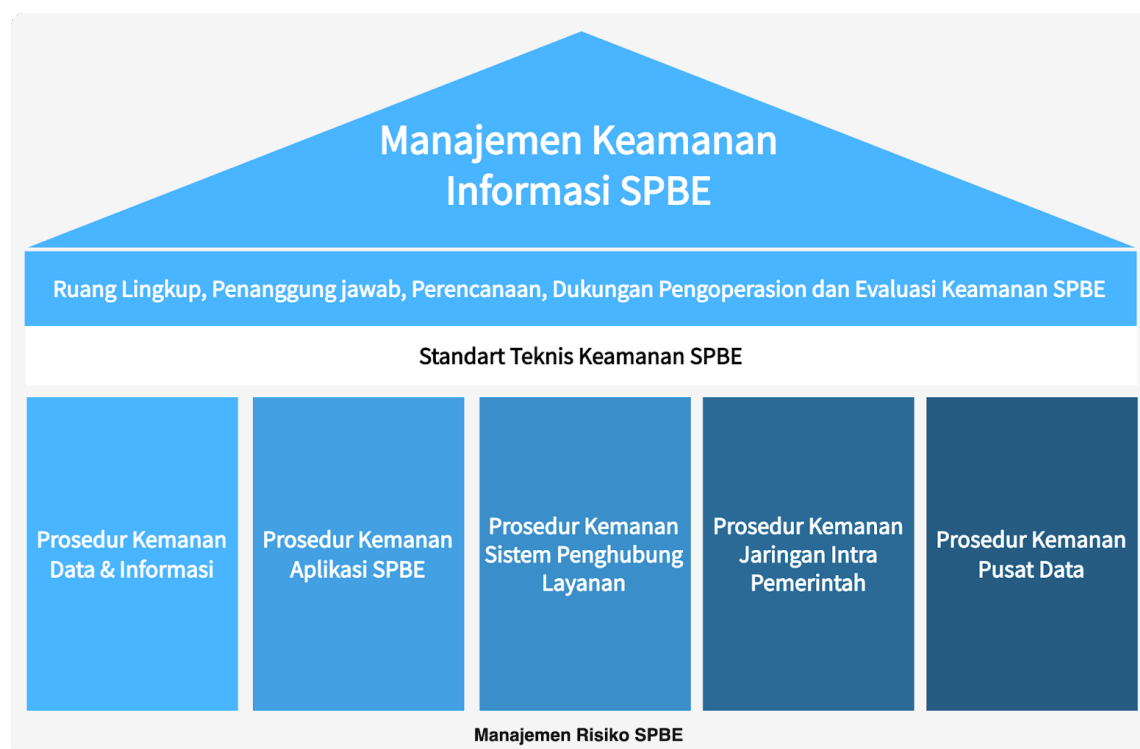 Manajemen Keamanan
Informasi SPBE
Ruang Lingkup, Penanggung jawab, Perencanaan, Dukungan Pengoperasion dan Evaluasi Keamanan SPBE
Standart Teknis Keamanan SPBE
Prosedur Kemanan
Data & Informasi
Prosedur Kemanan
Aplikasi SPBE
Prosedur Kemanan
Sistem Penghubung
Layanan
Prosedur Kemanan
Jaringan Intra
Pemerintah
Prosedur Kemanan
Pusat Data
Manajemen Risiko SPBE